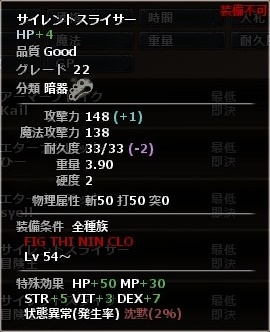 装備不可
サイレントスライサー
HP+4
品質 Good
グレード 22
分類 暗器
攻撃力 148 (+1)
魔法攻撃力 138
耐久度 33/33 (-2)
重量 3.90
硬度 2
物理属性 斬50 打50 突0
装備条件 全種族
FIG THI NIN CLO
Lv 54～
特殊効果 HP+50 MP+30
STR+5 VIT+3 DEX+7
状態異常(発生率) 沈黙(2%)